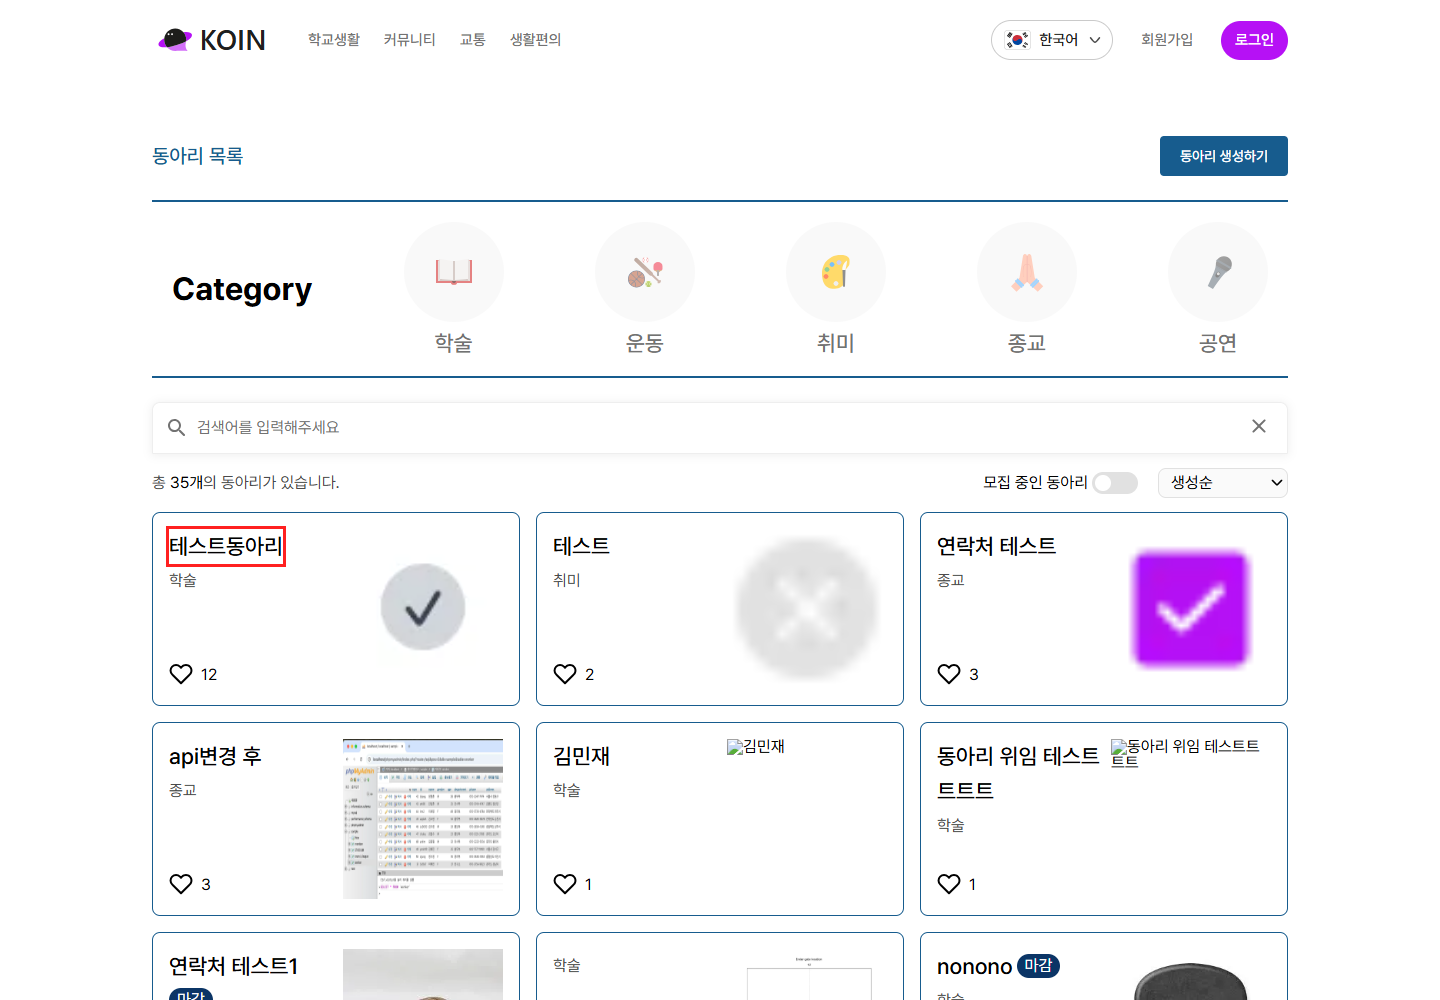 KOIN
학교생활
커뮤니티
교통
생활편의
한국어
회원가입
로그인
동아리 목록
동아리 생성하기
Category
학술
운동
취미
종교
공연
검색어를 입력해주세요
총 35개의 동아리가 있습니다.
모집 중인 동아리
생성순
테스트동아리
학술
12
테스트
취미
2
연락처 테스트
종교
3
api변경 후
종교
3
김민재
학술
김민재
1
동아리 위임 테스트
트트트
학술
동아리 위임 테스트트
트트
1
연락처 테스트1
마감
학술
nonono 마감
학술